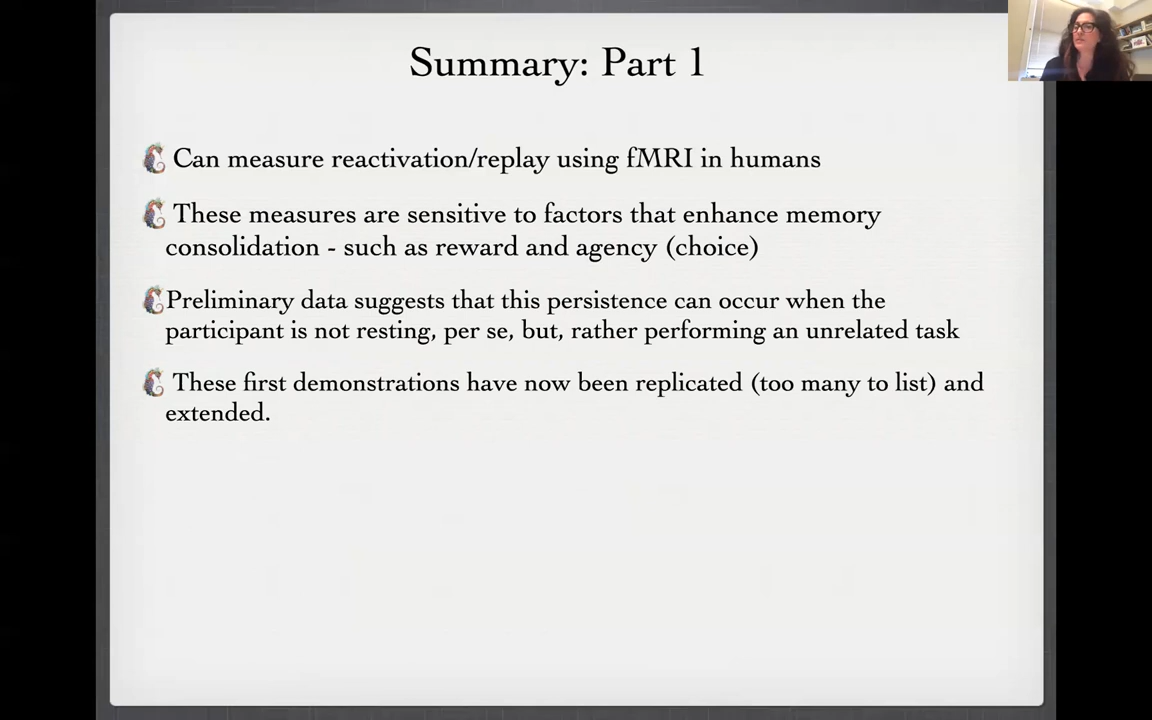 Summary: Part 1
Can measure reactivation/replay using fMRI in humans
These measures are sensitive to factors that enhance memory
consolidation - such as reward and agency (choice)
Preliminary data suggests that this persistence can occur when the
participant is not resting, per se, but, rather performing an unrelated task
These first demonstrations have now been replicated (too many to list) and
extended.